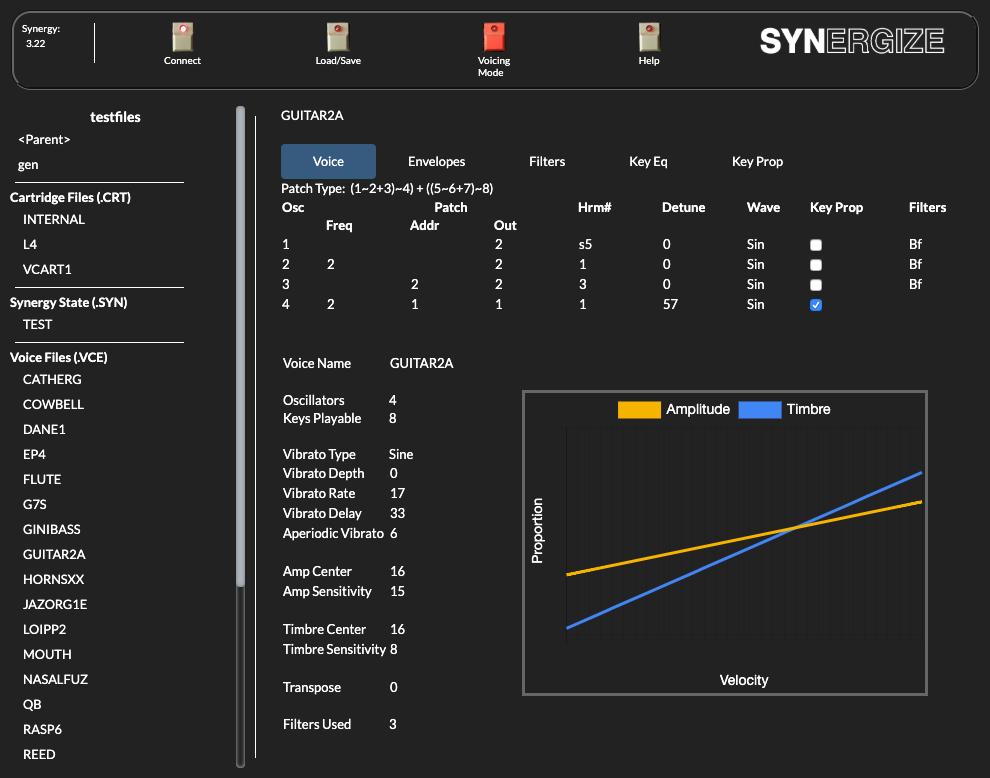 Synergy:
3.22
Connect
Load/Save
Voicing
Mode
Help
SYNERGIZE
testfiles
<Parent>
gen
Cartridge Files (.CRT)
INTERNAL
L4
VCART1
Synergy State (.SYN)
TEST
Voice Files (.VCE)
CATHERG
COWBELL
DANE1
EP4
FLUTE
G7S
GINIBASS
GUITAR2A
HORNSXX
JAZORG1E
LOIPP2
MOUTH
NASALFUZ
QB
RASP6
REED
GUITAR2A
Voice Envelopes Filters Key Eq Key Prop
Patch Type: (1~2+3)~4) + ((5~6+7)~8)
Osc Patch Hrm# Detune Wave Key Prop Filters
Freq Addr Out
1 2 s5 0 Sin Bf
2 2 2 1 0 Sin Bf
3 2 2 3 0 Sin Bf
4 2 1 1 1 57 Sin
Voice Name GUITAR2A
Oscillators 4
Keys Playable 8
Vibrato Type Sine
Vibrato Depth 0
Vibrato Rate 17
Vibrato Delay 33
Aperiodic Vibrato 6
Amp Center 16
Amp Sensitivity 15
Timbre Center 16
Timbre Sensitivity 8
Transpose 0
Filters Used 3
Amplitude Timbre
Proportion
Velocity